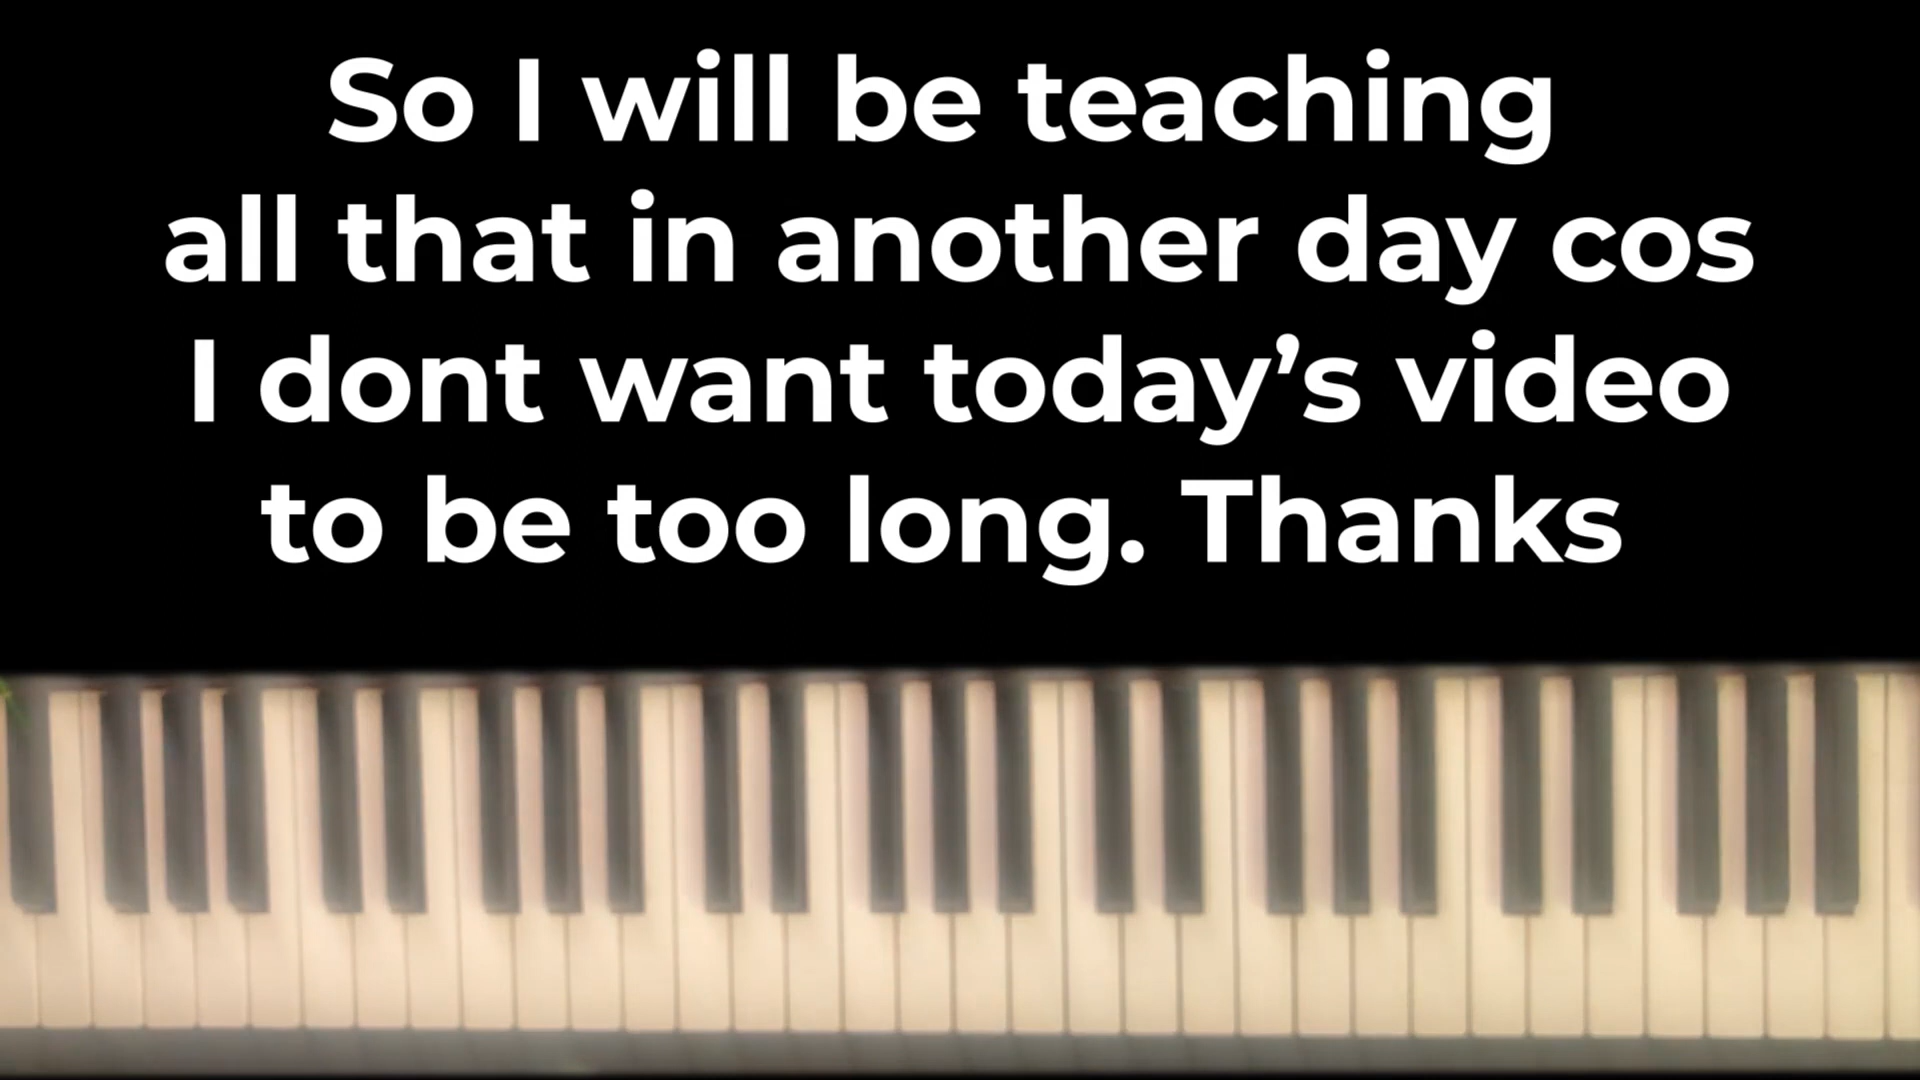 So I will be teaching
all that in another day cos
I dont want today’s video
to be too long. Thanks